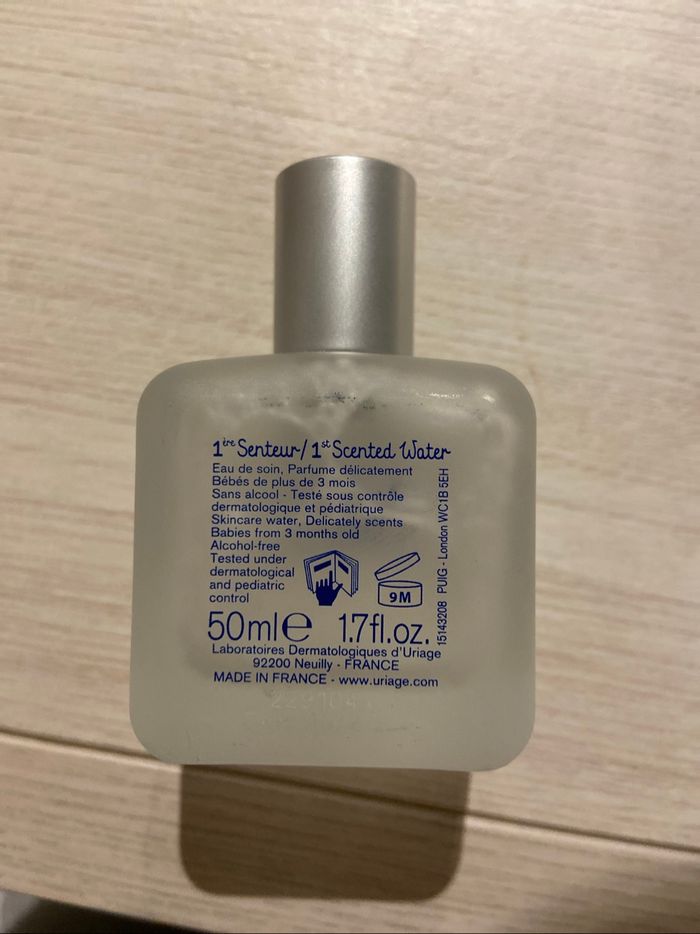 1ère Senteur/1st Scented Water
Eau de soin, Parfume délicatement
Bébés de plus de 3 mois
Sans alcool - Testé sous contrôle
dermatologique et pédiatrique
Skincare water, Delicately scents
Babies from 3 months old
Alcohol-free
Tested under
dermatological
and pediatric
control
9M
50ml℮ 1.7fl.oz.
Laboratoires Dermatologiques d'Uriage
92200 Neuilly - FRANCE
MADE IN FRANCE - www.uriage.com
15143208 PUIG - London WC1B 5EH